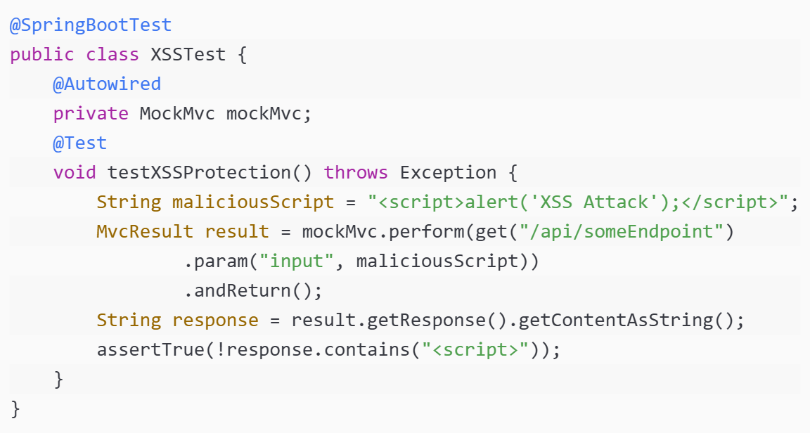 @SpringBootTest
public class XSSTest {
    @Autowired
    private MockMvc mockMvc;
    @Test
    void testXSSProtection() throws Exception {
        String maliciousScript = "<script>alert('XSS Attack');</script>";
        MvcResult result = mockMvc.perform(get("/api/someEndpoint")
                .param("input", maliciousScript))
                .andReturn();
        String response = result.getResponse().getContentAsString();
        assertTrue(!response.contains("<script>"));
    }
}